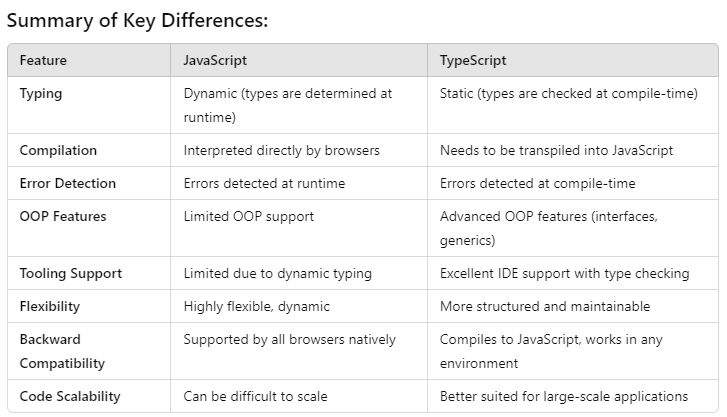 Summary of Key Differences:
Feature JavaScript TypeScript
Typing Dynamic (types are determined at Static (types are checked at compile-time)
runtime)
Compilation Interpreted directly by browsers Needs to be transpiled into JavaScript
Error Detection Errors detected at runtime Errors detected at compile-time
OOP Features Limited OOP support Advanced OOP features (interfaces,
generics)
Tooling Support Limited due to dynamic typing Excellent IDE support with type checking
Flexibility Highly flexible, dynamic More structured and maintainable
Backward Supported by all browsers natively Compiles to JavaScript, works in any
Compatibility environment
Code Scalability Can be difficult to scale Better suited for large-scale applications